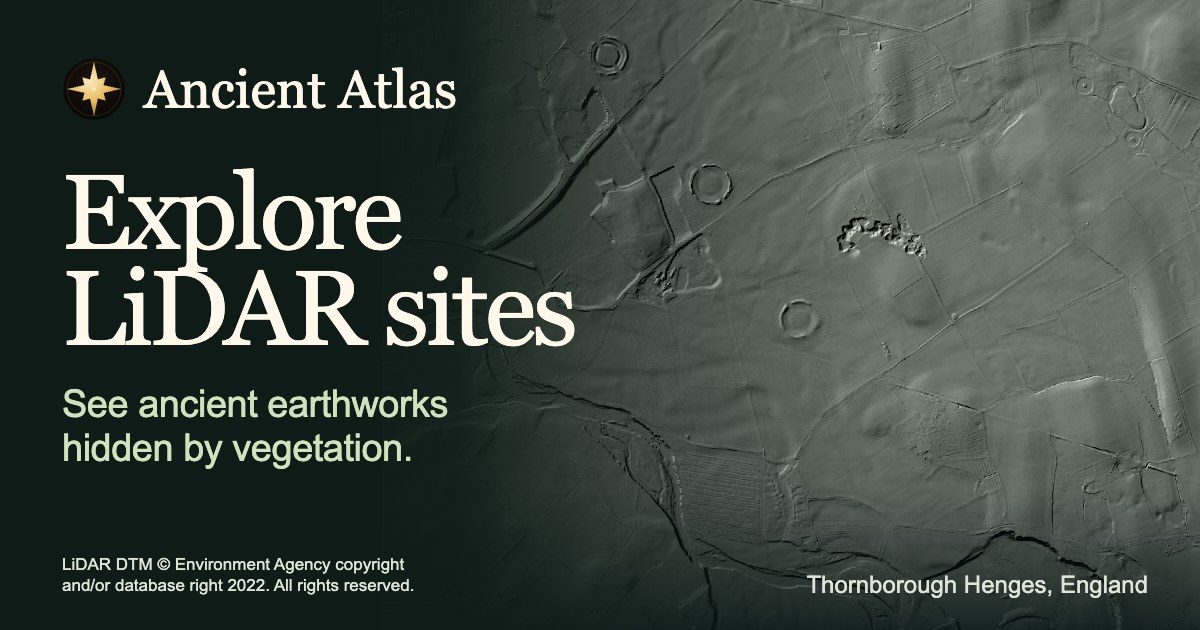 Ancient Atlas
Explore
LiDAR sites
See ancient earthworks
hidden by vegetation.
LiDAR DTM © Environment Agency copyright
and/or database right 2022. All rights reserved.
Thornborough Henges, England